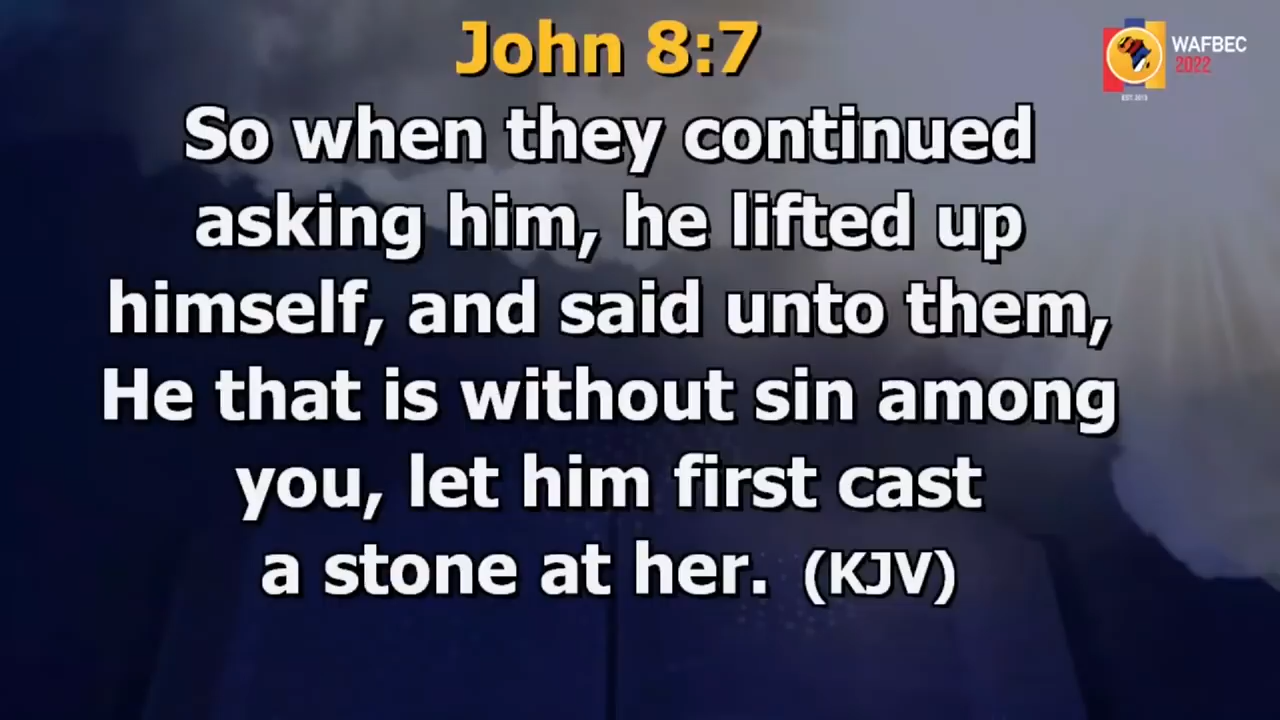 John 8:7
So when they continued
asking him, he lifted up
himself, and said unto them,
He that is without sin among
you, let him first cast
a stone at her. (KJV)
WAFBEC
2022